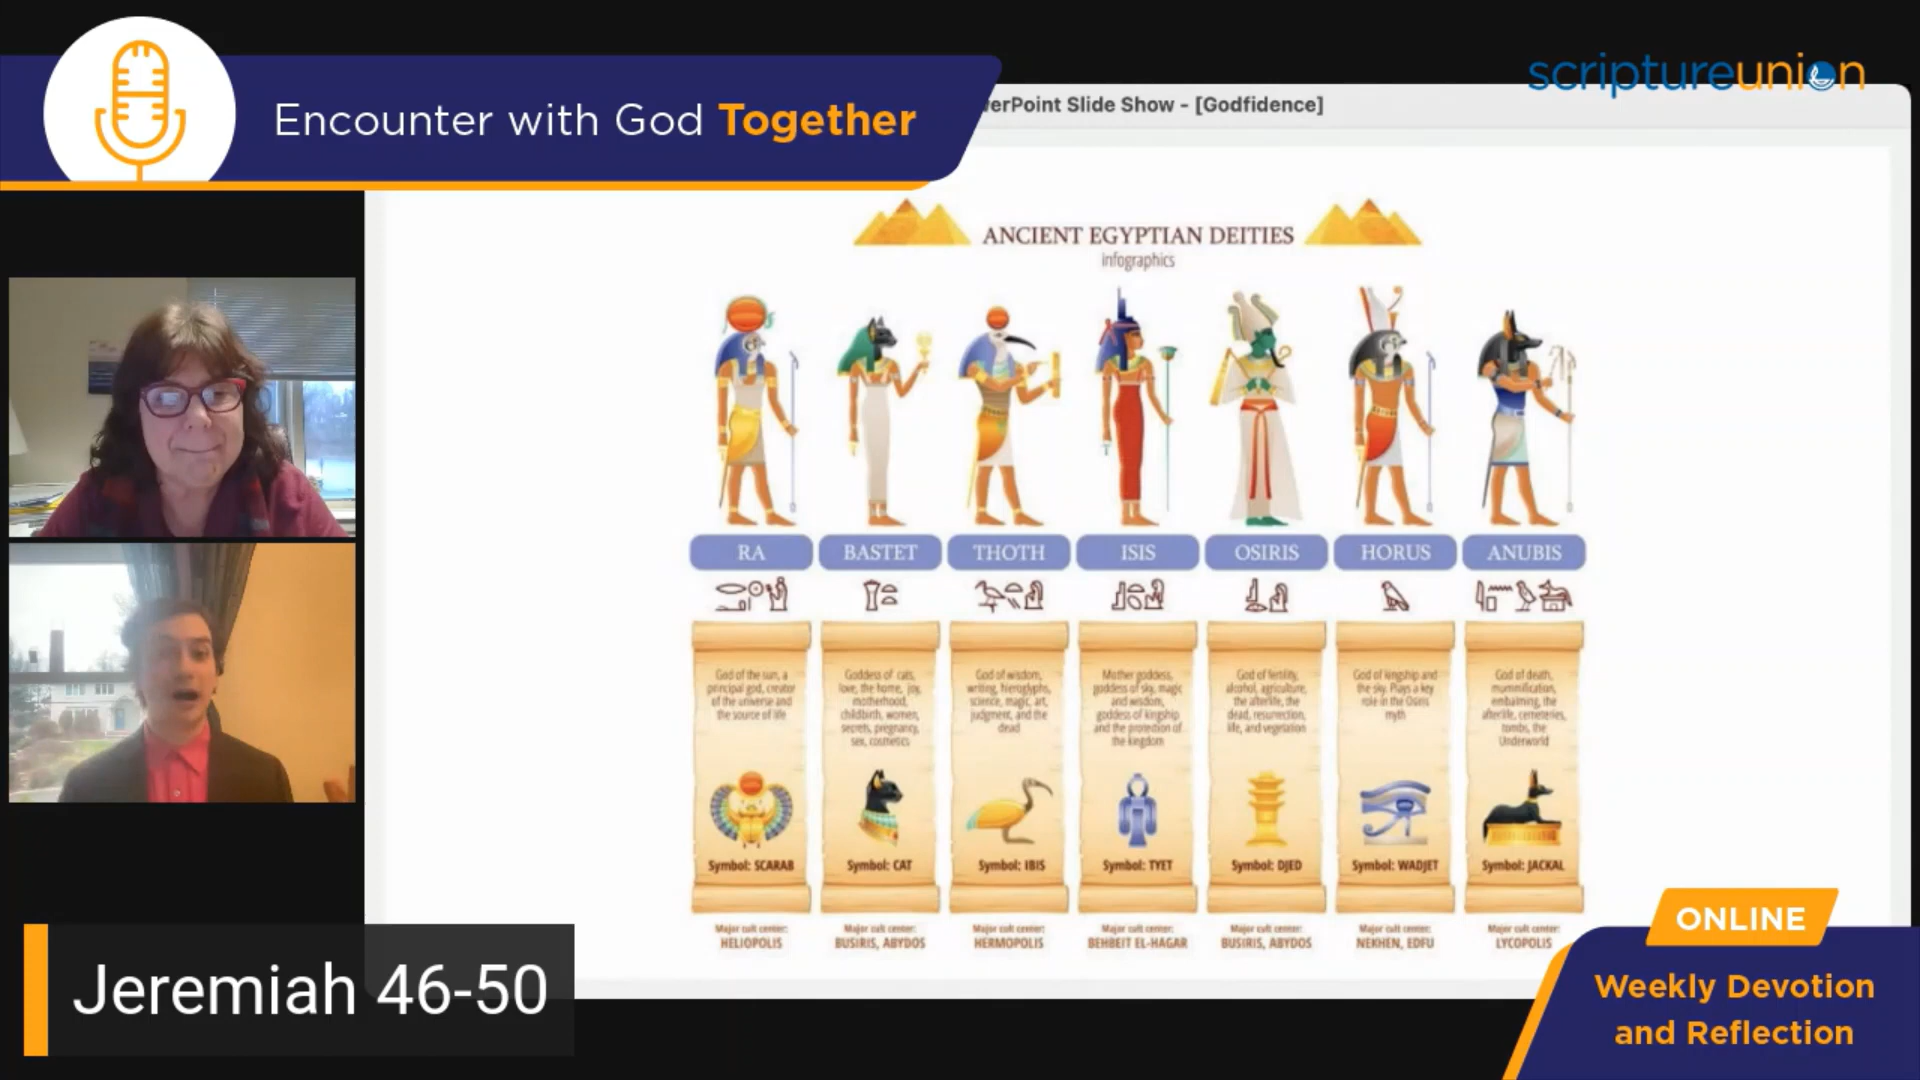 Encounter with God Together
scriptureunion
erPoint Slide Show - [Godfidence]
ANCIENT EGYPTIAN DEITIES
infographics
RA
BASTET
THOTH
ISIS
OSIRIS
HORUS
ANUBIS
God of the sun, a
principal god, creator
of the universe and
the source of life
Symbol: SCARAB
Major cult center:
HELIOPOLIS
Goddess of cats,
love, the home, joy,
motherhood,
childbirth, women,
secrets, pregnancy,
sex, cosmetics
Symbol: CAT
Major cult center:
BUSIRIS, ABYDOS
God of wisdom,
writing, hieroglyphs,
science, magic, art,
judgment, and the
dead
Symbol: IBIS
Major cult center:
HERMOPOLIS
Mother goddess,
goddess of sky, magic
and wisdom,
goddess of kingship
and the protection of
the kingdom
Symbol: TYET
Major cult center:
BEHBEIT EL-HAGAR
God of fertility,
alcohol, agriculture,
the afterlife, the
dead, resurrection,
life, and vegetation
Symbol: DJED
Major cult center:
BUSIRIS, ABYDOS
God of kingship and
the sky. Plays a key
role in the Osiris
myth
Symbol: WADJET
Major cult center:
NEKHEN, EDFU
God of death,
mummification,
embalming, the
afterlife, cemeteries,
tombs, the
Underworld
Symbol: JACKAL
Major cult center:
LYCOPOLIS
Jeremiah 46-50
ONLINE
Weekly Devotion
and Reflection